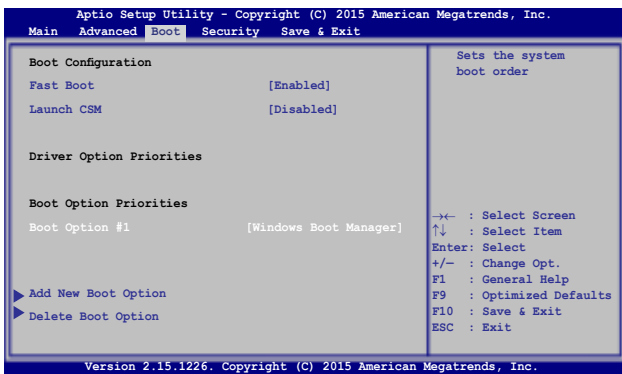 Aptio Setup Utility - Copyright (C) 2015 American Megatrends, Inc.
Main Advanced Boot Security Save & Exit
Boot Configuration
Fast Boot [Enabled]
Launch CSM [Disabled]
Driver Option Priorities
Boot Option Priorities
Boot Option #1 [Windows Boot Manager]
Add New Boot Option
Delete Boot Option
Sets the system
boot order
→← : Select Screen
↑↓ : Select Item
Enter: Select
+/— : Change Opt.
F1 : General Help
F9 : Optimized Defaults
F10 : Save & Exit
ESC : Exit
Version 2.15.1226. Copyright (C) 2015 American Megatrends, Inc.